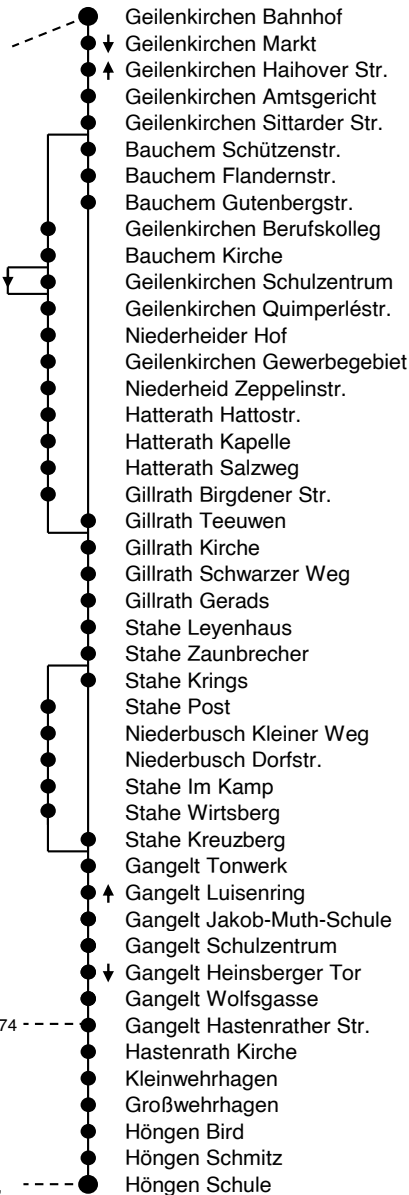 Geilenkirchen Bahnhof
Geilenkirchen Markt
Geilenkirchen Haihover Str.
Geilenkirchen Amtsgericht
Geilenkirchen Sittarder Str.
Bauchem Schützenstr.
Bauchem Flandernstr.
Bauchem Gutenbergstr.
Geilenkirchen Berufskolleg
Bauchem Kirche
Geilenkirchen Schulzentrum
Geilenkirchen Quimperléstr.
Niederheider Hof
Geilenkirchen Gewerbegebiet
Niederheid Zeppelinstr.
Hatterath Hattostr.
Hatterath Kapelle
Hatterath Salzweg
Gillrath Birgdener Str.
Gillrath Teeuwen
Gillrath Kirche
Gillrath Schwarzer Weg
Gillrath Gerads
Stahe Leyenhaus
Stahe Zaunbrecher
Stahe Krings
Stahe Post
Niederbusch Kleiner Weg
Niederbusch Dorfstr.
Stahe Im Kamp
Stahe Wirtsberg
Stahe Kreuzberg
Gangelt Tonwerk
Gangelt Luisenring
Gangelt Jakob-Muth-Schule
Gangelt Schulzentrum
Gangelt Heinsberger Tor
Gangelt Wolfsgasse
74 Gangelt Hastenrather Str.
Hastenrath Kirche
Kleinwehrhagen
Großwehrhagen
Höngen Bird
Höngen Schmitz
Höngen Schule